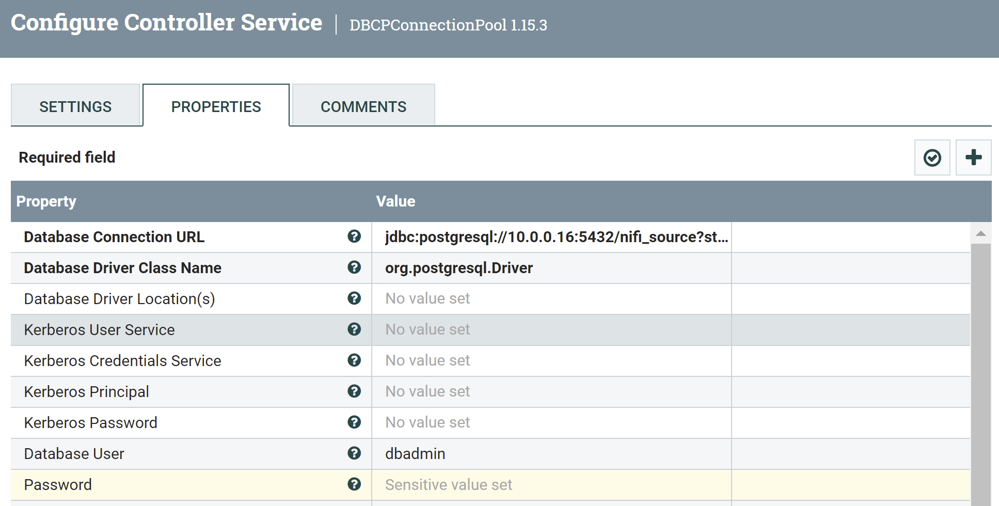 Configure Controller Service | DBCPConnectionPool 1.15.3
SETTINGS PROPERTIES COMMENTS
Required field
Property Value
Database Connection URL jdbc:postgresql://10.0.0.16:5432/nifi_source?st...
Database Driver Class Name org.postgresql.Driver
Database Driver Location(s) No value set
Kerberos User Service No value set
Kerberos Credentials Service No value set
Kerberos Principal No value set
Kerberos Password No value set
Database User dbadmin
Password Sensitive value set